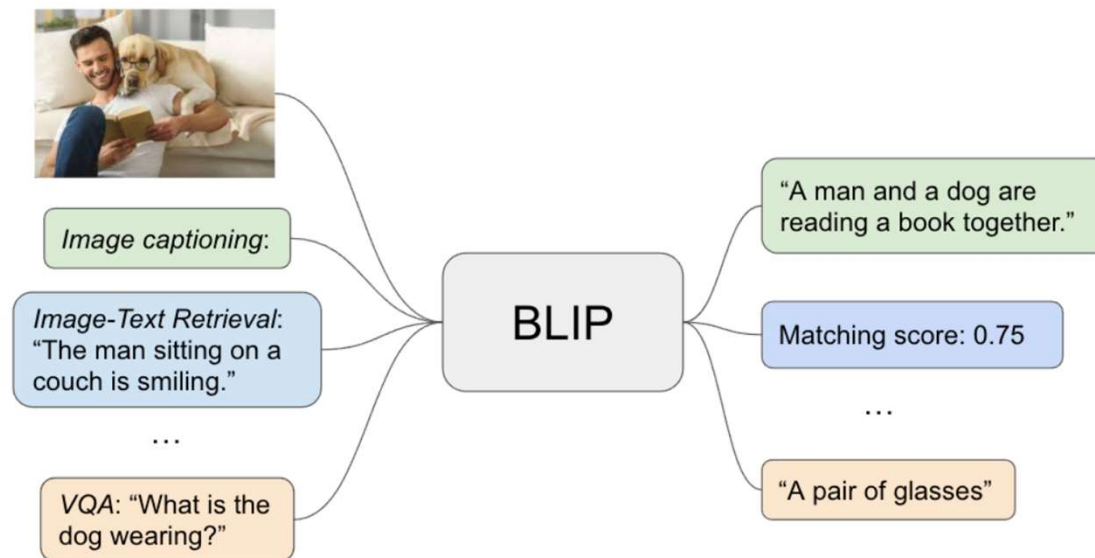 Image captioning:
Image-Text Retrieval:
“The man sitting on a
couch is smiling.”
…
VQA: “What is the
dog wearing?”
BLIP
“A man and a dog are
reading a book together.”
Matching score: 0.75
…
“A pair of glasses”